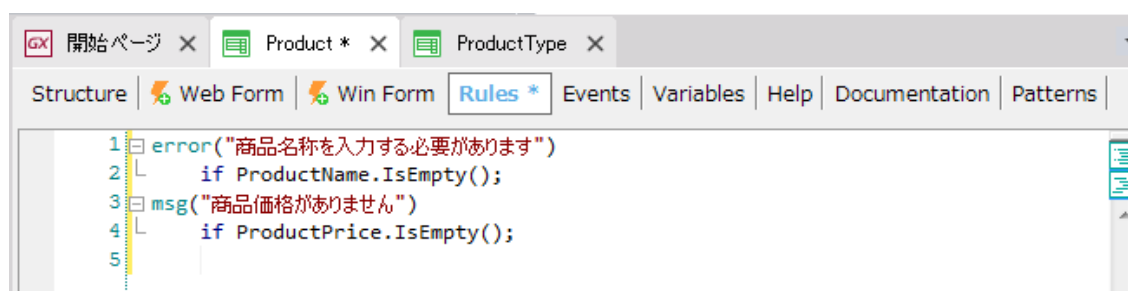 GX 開始ページ Product * ProductType
Structure Web Form Win Form Rules * Events Variables Help Documentation Patterns
1 error("商品名称を入力する必要があります")
2 if ProductName.IsEmpty();
3 msg("商品価格がありません")
4 if ProductPrice.IsEmpty();
5